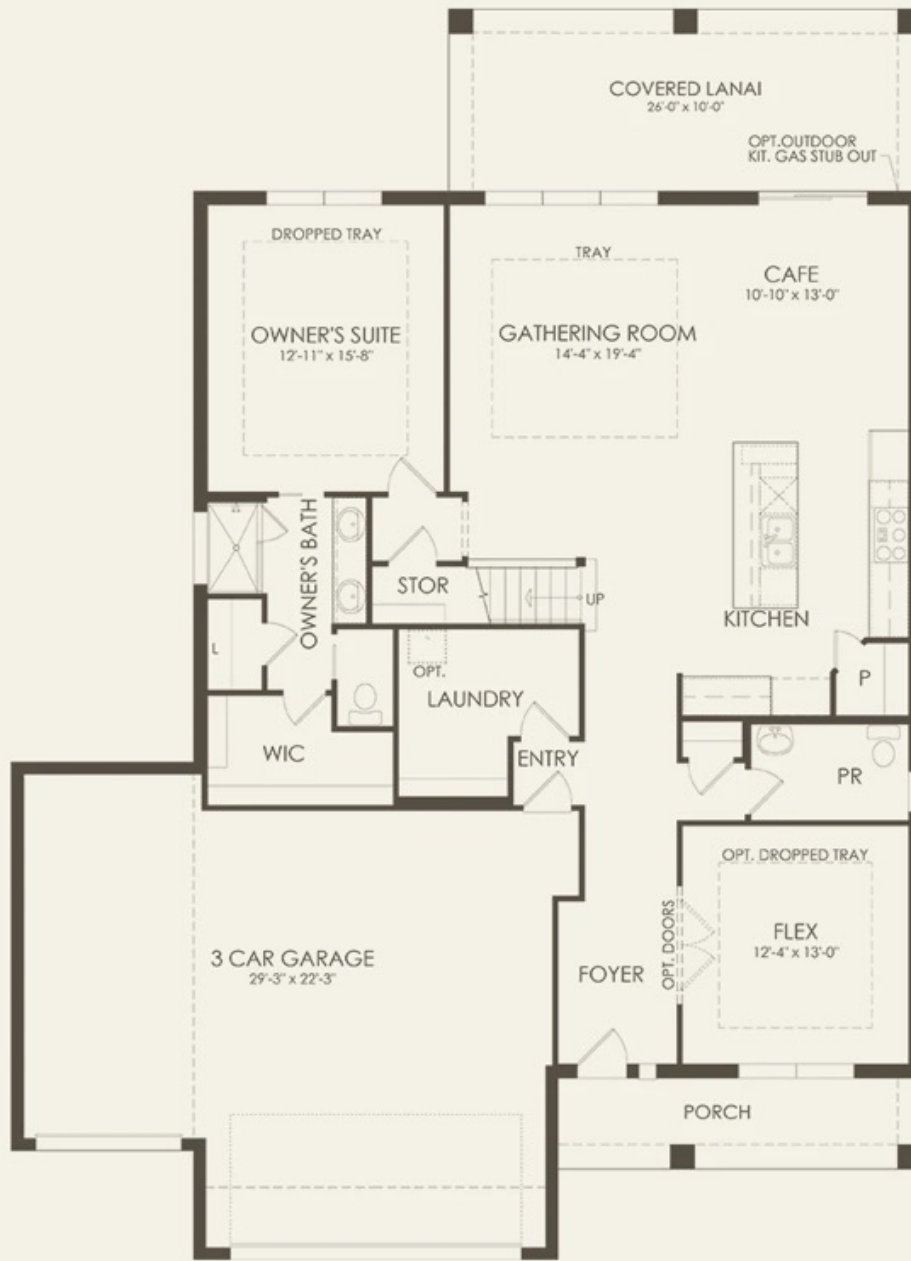 COVERED LANAI
26'-0" x 10'-0"
OPT.OUTDOOR
KIT. GAS STUB OUT
DROPPED TRAY
OWNER'S SUITE
12'-11" x 15'-8"
TRAY
GATHERING ROOM
14'-4" x 19'-4"
CAFE
10'-10" x 13'-0"
OWNER'S BATH
STOR
UP
KITCHEN
L
OPT.
LAUNDRY
P
WIC
ENTRY
PR
OPT. DROPPED TRAY
OPT. DOORS
FLEX
12'-4" x 13'-0"
3 CAR GARAGE
29'-3" x 22'-3"
FOYER
PORCH